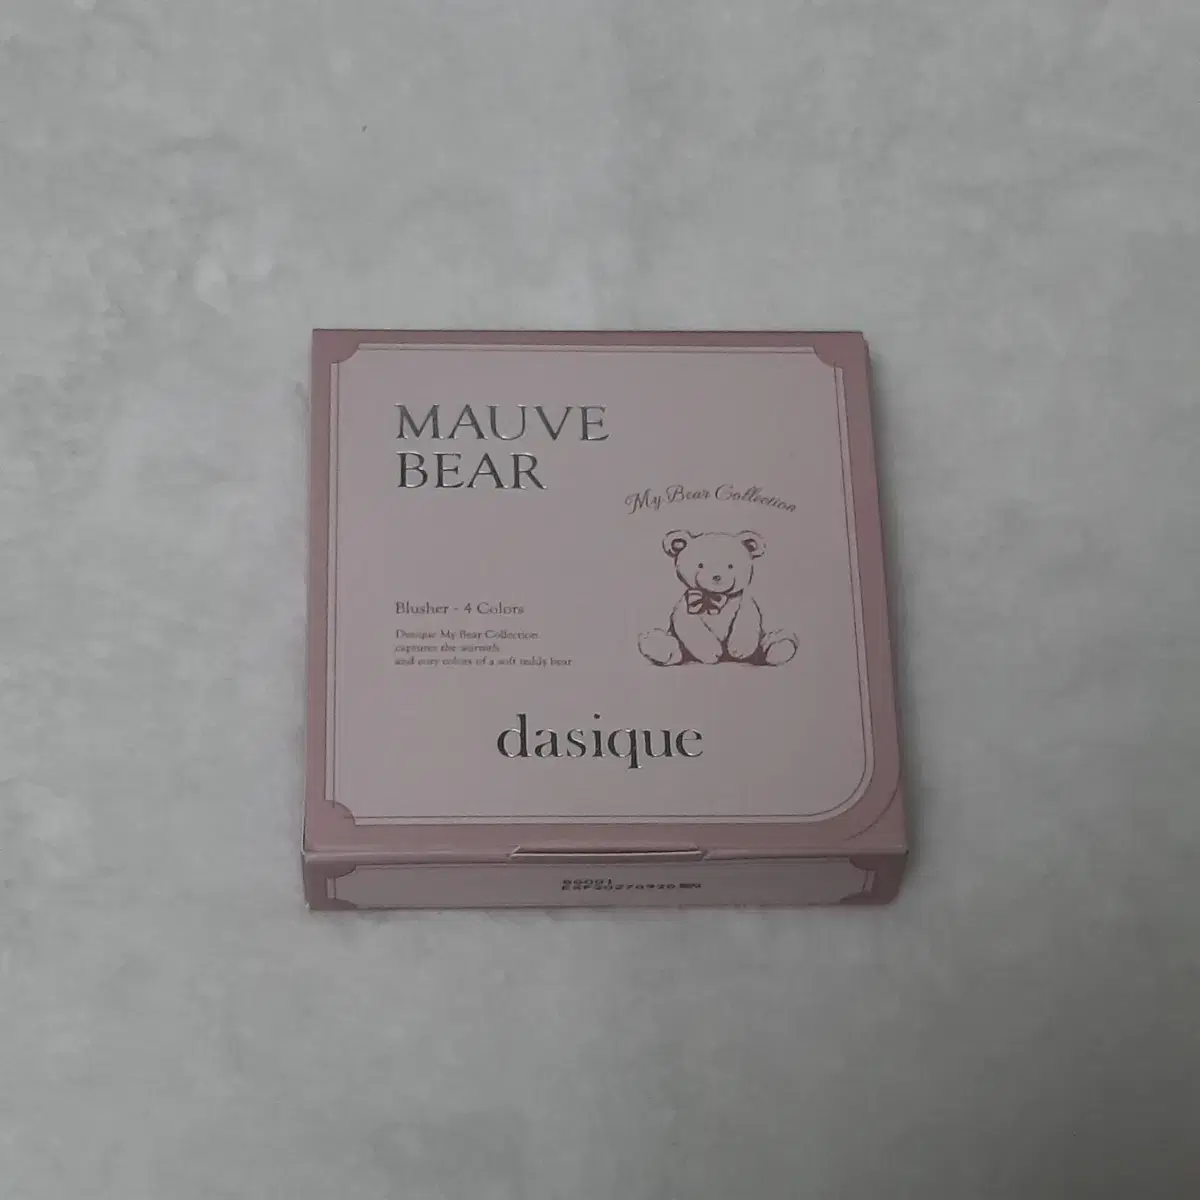 MAUVE
BEAR
My Bear Collection
Blusher - 4 Colors
Dasique My Bear Collection
captures the warmth
and cozy colors of a soft teddy bear
dasique
EXP20270920